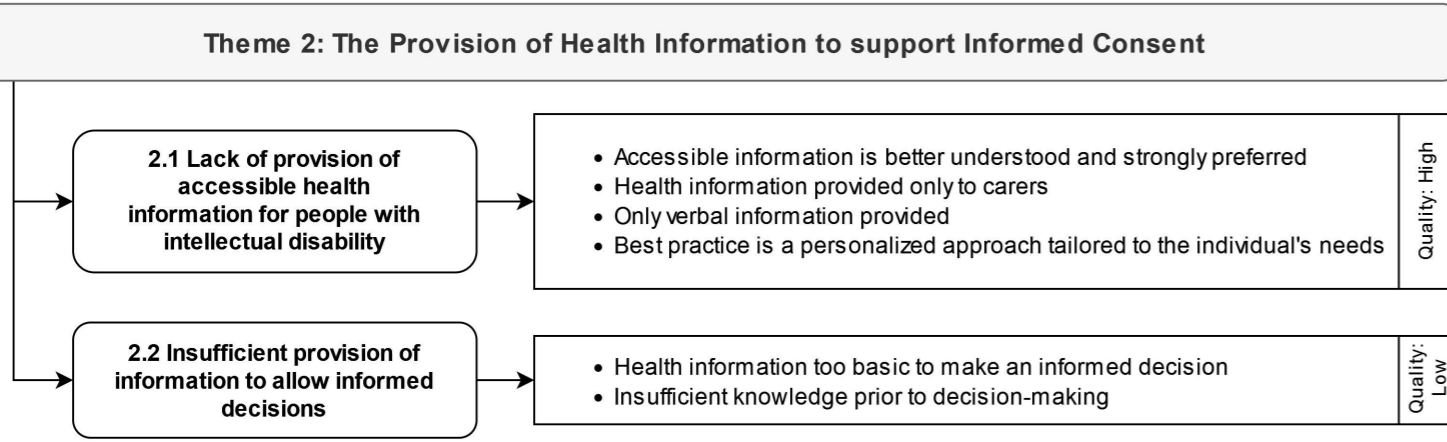 Theme 2: The Provision of Health Information to support Informed Consent
2.1 Lack of provision of
accessible health
information for people with
intellectual disability
• Accessible information is better understood and strongly preferred
• Health information provided only to carers
• Only verbal information provided
• Best practice is a personalized approach tailored to the individual's needs
Quality: High
2.2 Insufficient provision of
information to allow informed
decisions
• Health information too basic to make an informed decision
• Insufficient knowledge prior to decision-making
Quality:
Low